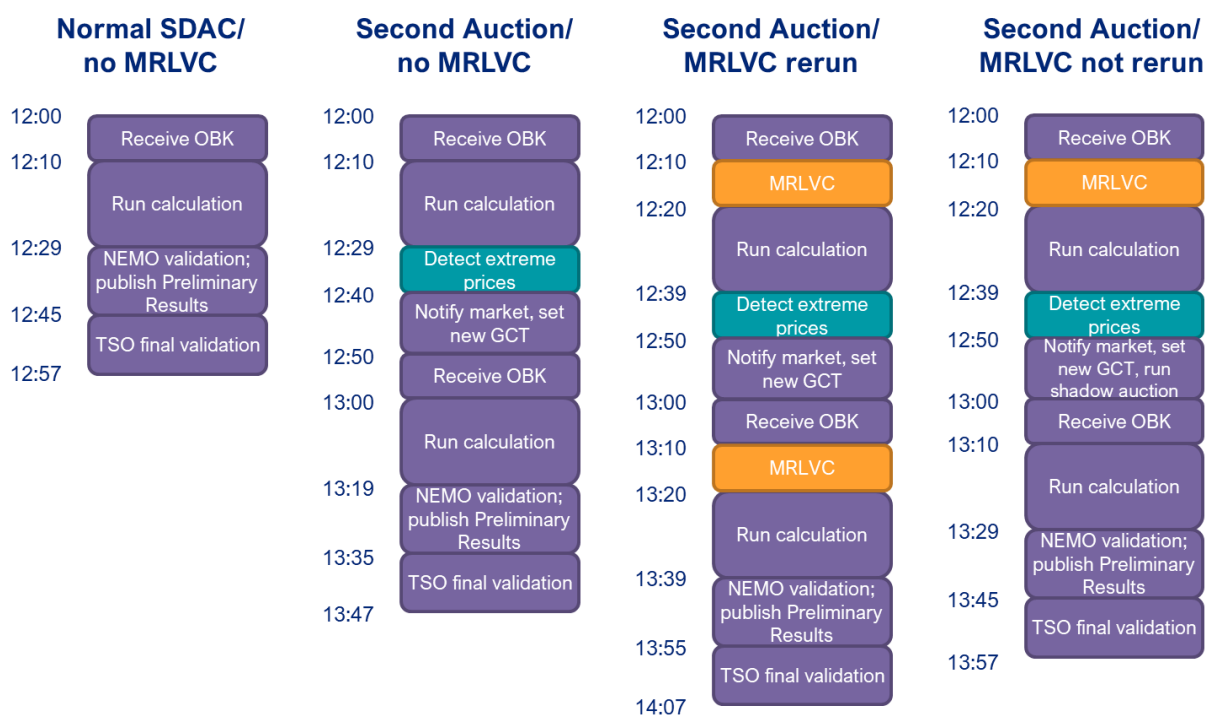 Normal SDAC/
no MRLVC
12:00
Receive OBK
12:10
Run calculation
12:29
NEMO validation;
publish Preliminary
Results
12:45
TSO final validation
12:57
Second Auction/
no MRLVC
12:00
Receive OBK
12:10
Run calculation
12:29
Detect extreme
prices
12:40
Notify market, set
new GCT
12:50
Receive OBK
13:00
Run calculation
13:19
NEMO validation;
publish Preliminary
Results
13:35
TSO final validation
13:47
Second Auction/
MRLVC rerun
12:00
Receive OBK
12:10
MRLVC
12:20
Run calculation
12:39
Detect extreme
prices
12:50
Notify market, set
new GCT
13:00
Receive OBK
13:10
MRLVC
13:20
Run calculation
13:39
NEMO validation;
publish Preliminary
Results
13:55
TSO final validation
14:07
Second Auction/
MRLVC not rerun
12:00
Receive OBK
12:10
MRLVC
12:20
Run calculation
12:39
Detect extreme
prices
12:50
Notify market, set
new GCT, run
shadow auction
13:00
Receive OBK
13:10
Run calculation
13:29
NEMO validation;
publish Preliminary
Results
13:45
TSO final validation
13:57